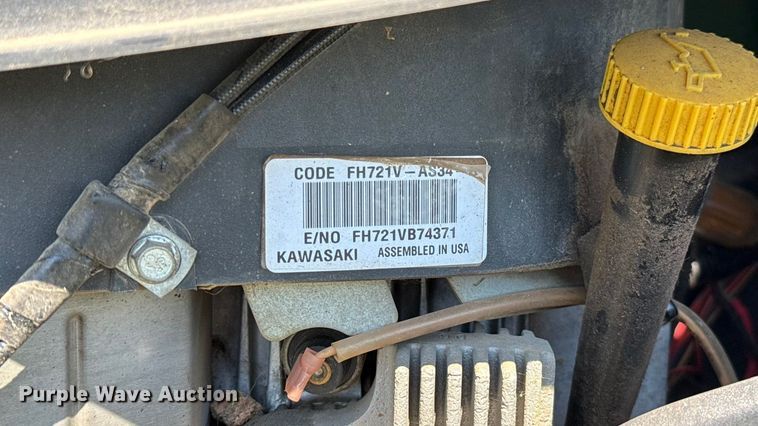 CODE FH721V-AS34
E/NO FH721VB74371
KAWASAKI ASSEMBLED IN USA
Purple Wave Auction